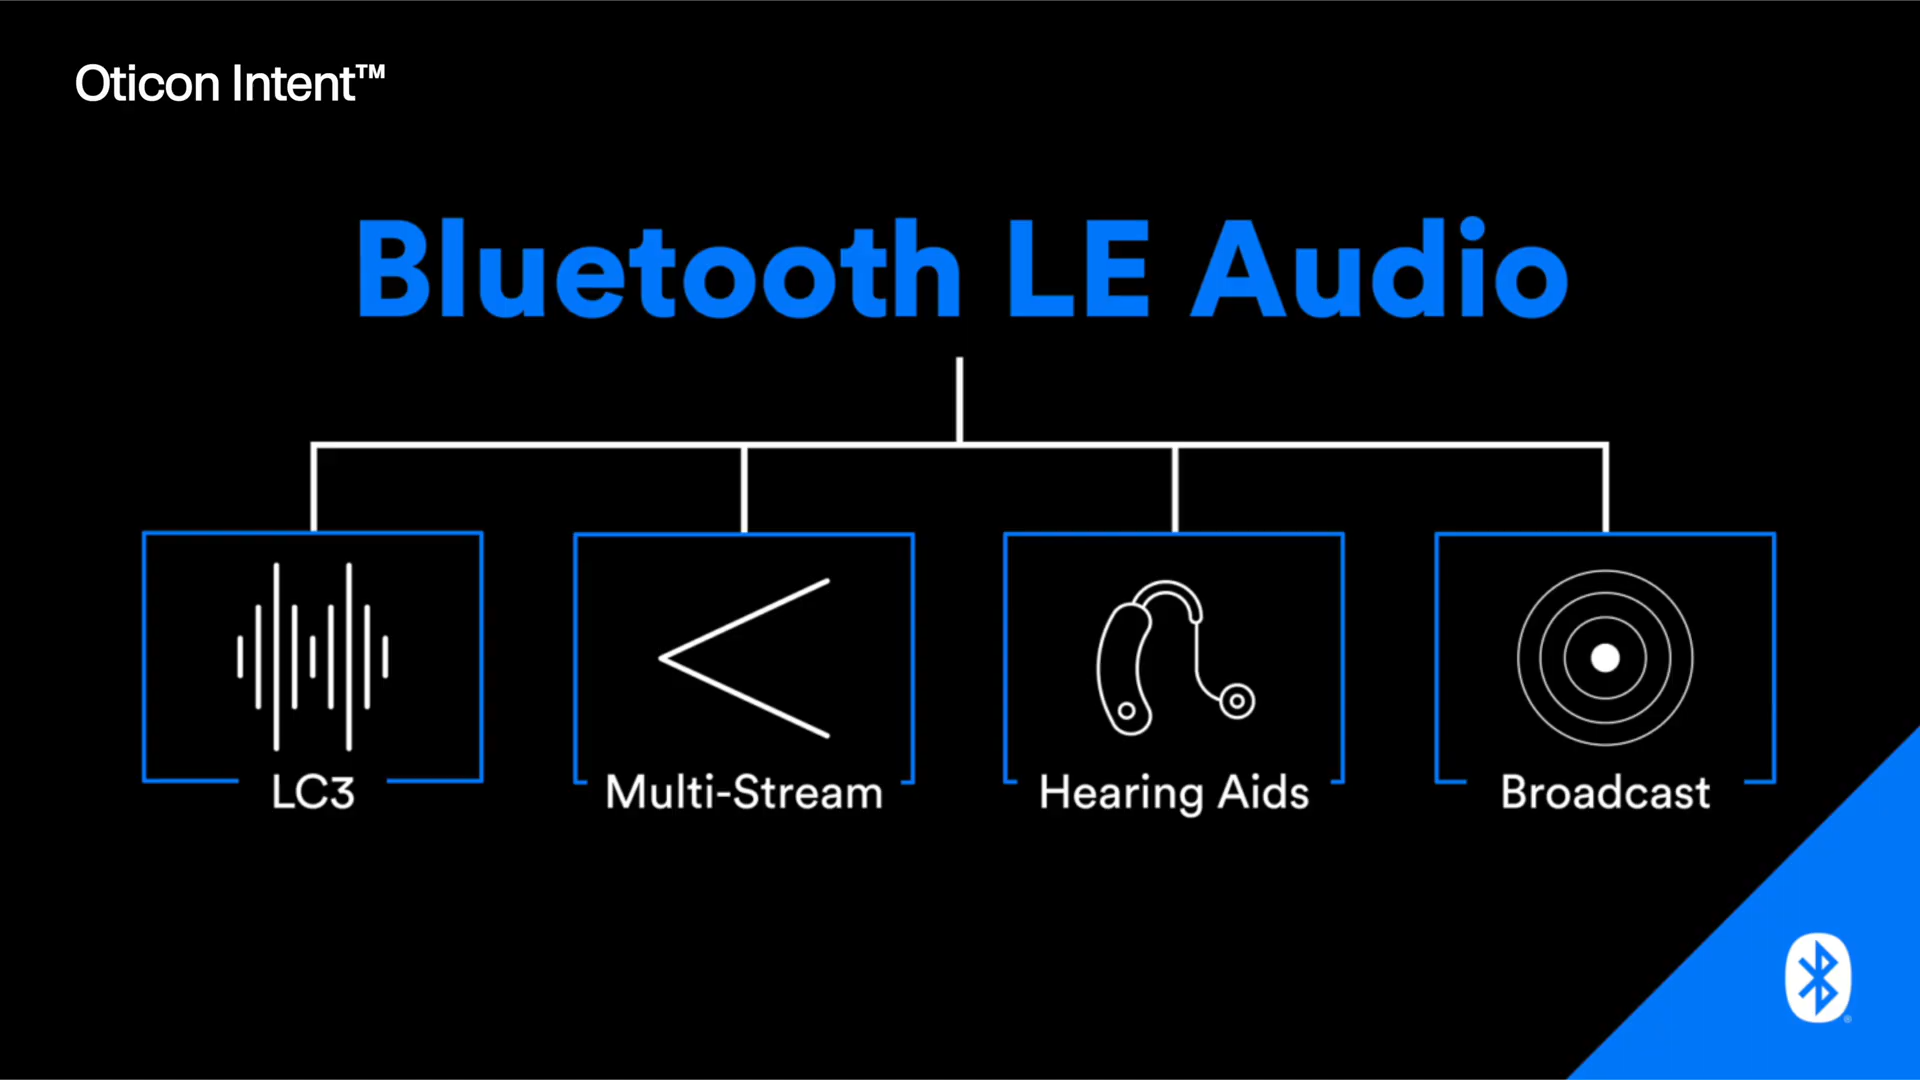 Oticon Intent™
Bluetooth LE Audio
LC3
Multi-Stream
Hearing Aids
Broadcast